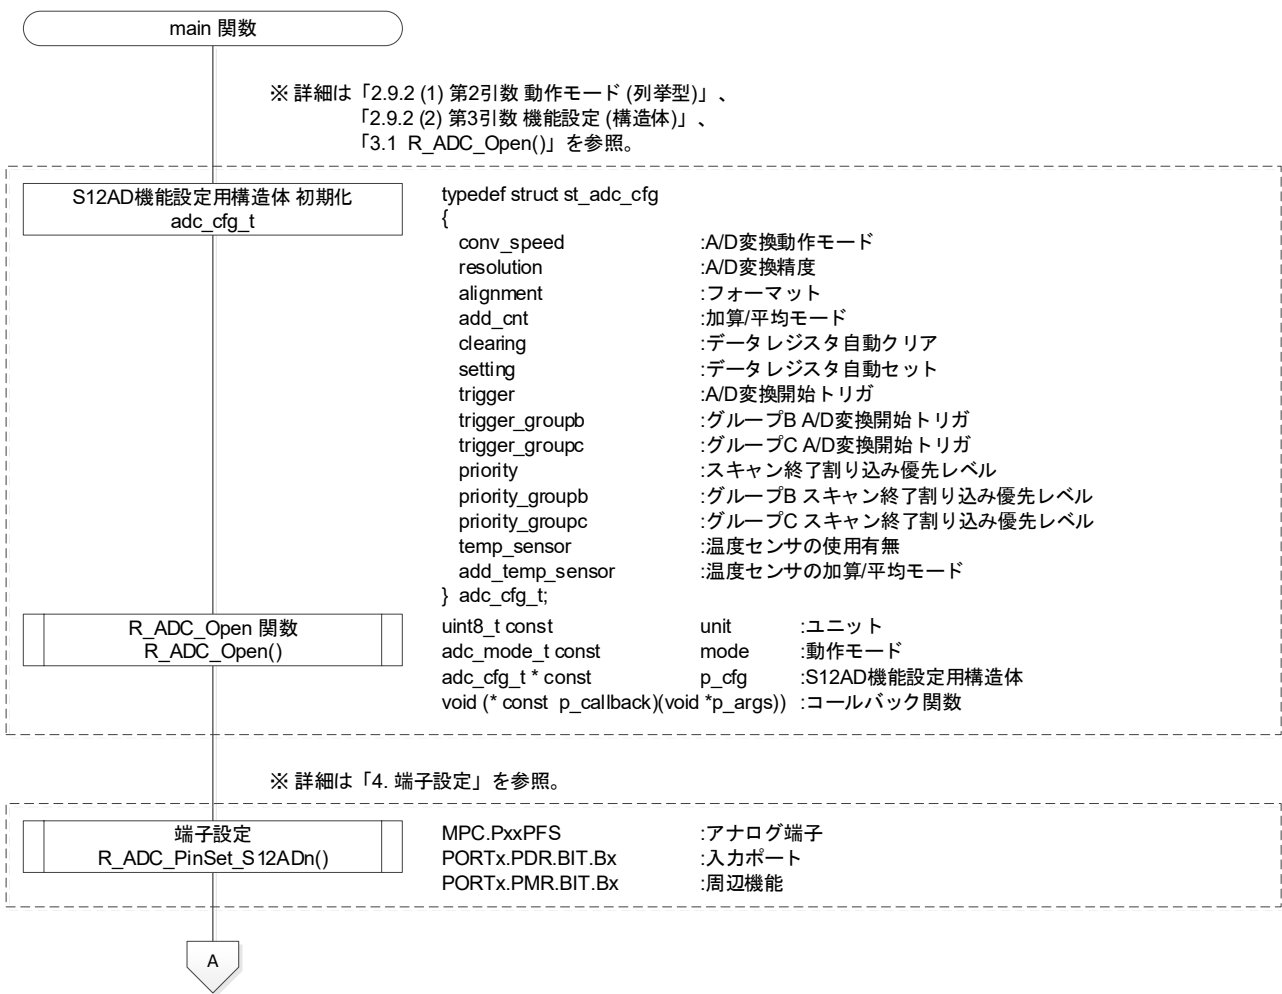 main 関数
※ 詳細は「2.9.2 (1) 第2引数 動作モード (列挙型)」、
「2.9.2 (2) 第3引数 機能設定 (構造体)」、
「3.1 R_ADC_Open()」を参照。
S12AD機能設定用構造体 初期化
adc_cfg_t
typedef struct st_adc_cfg
{
conv_speed :A/D変換動作モード
resolution :A/D変換精度
alignment :フォーマット
add_cnt :加算/平均モード
clearing :データレジスタ自動クリア
setting :データレジスタ自動セット
trigger :A/D変換開始トリガ
trigger_groupb :グループB A/D変換開始トリガ
trigger_groupc :グループC A/D変換開始トリガ
priority :スキャン終了割り込み優先レベル
priority_groupb :グループB スキャン終了割り込み優先レベル
priority_groupc :グループC スキャン終了割り込み優先レベル
temp_sensor :温度センサの使用有無
add_temp_sensor :温度センサの加算/平均モード
} adc_cfg_t;
R_ADC_Open 関数
R_ADC_Open()
uint8_t const unit :ユニット
adc_mode_t const mode :動作モード
adc_cfg_t * const p_cfg :S12AD機能設定用構造体
void (* const p_callback)(void *p_args)) :コールバック関数
※ 詳細は「4. 端子設定」を参照。
端子設定
R_ADC_PinSet_S12ADn()
MPC.PxxPFS :アナログ端子
PORTx.PDR.BIT.Bx :入力ポート
PORTx.PMR.BIT.Bx :周辺機能
A